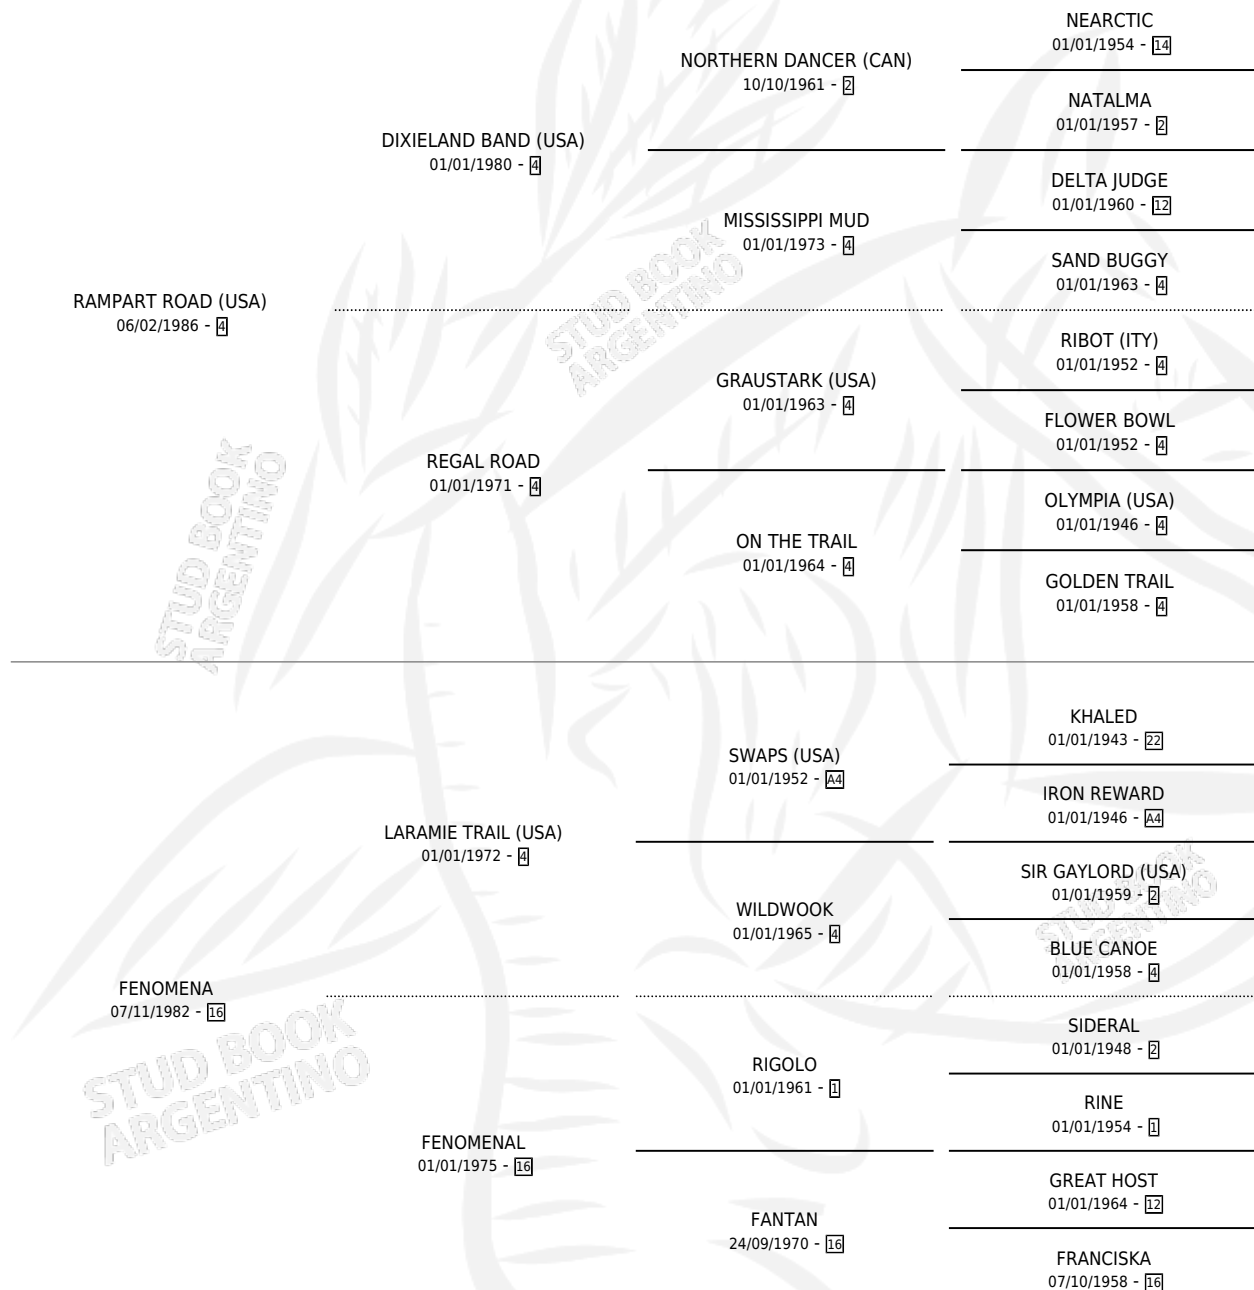 NEARCTIC
01/01/1954 - 14
NORTHERN DANCER (CAN)
10/10/1961 - 2
NATALMA
01/01/1957 - 2
DIXIELAND BAND (USA)
01/01/1980 - 4
DELTA JUDGE
01/01/1960 - 12
MISSISSIPPI MUD
01/01/1973 - 4
SAND BUGGY
01/01/1963 - 4
RAMPART ROAD (USA)
06/02/1986 - 4
RIBOT (ITY)
01/01/1952 - 4
GRAUSTARK (USA)
01/01/1963 - 4
FLOWER BOWL
01/01/1952 - 4
REGAL ROAD
01/01/1971 - 4
OLYMPIA (USA)
01/01/1946 - 4
ON THE TRAIL
01/01/1964 - 4
GOLDEN TRAIL
01/01/1958 - 4
KHALED
01/01/1943 - 22
SWAPS (USA)
01/01/1952 - A4
IRON REWARD
01/01/1946 - A4
LARAMIE TRAIL (USA)
01/01/1972 - 4
SIR GAYLORD (USA)
01/01/1959 - 2
WILDWOOK
01/01/1965 - 4
BLUE CANOE
01/01/1958 - 4
FENOMENA
07/11/1982 - 16
SIDERAL
01/01/1948 - 2
RIGOLO
01/01/1961 - 1
RINE
01/01/1954 - 1
FENOMENAL
01/01/1975 - 16
GREAT HOST
01/01/1964 - 12
FANTAN
24/09/1970 - 16
FRANCISKA
07/10/1958 - 16
STUD BOOK
ARGENTINO
STUD BOOK
ARGENTINO
STUD BOOK
ARGENTINO
STUD BOOK
ARGENTINO